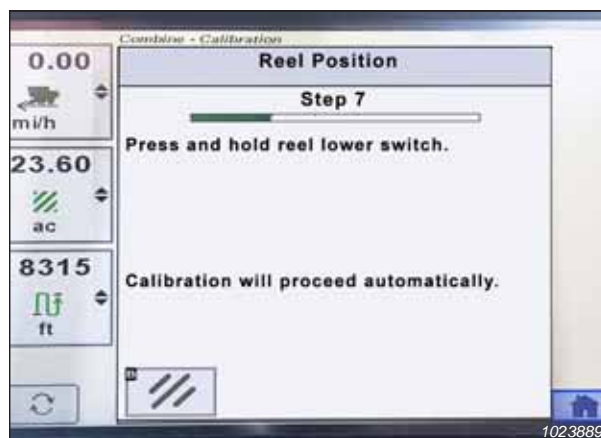 Combine - Calibration
Reel Position
Step 7
Press and hold reel lower switch.
Calibration will proceed automatically.
0.00
mi/h
23.60
ac
8315
ft
1023889